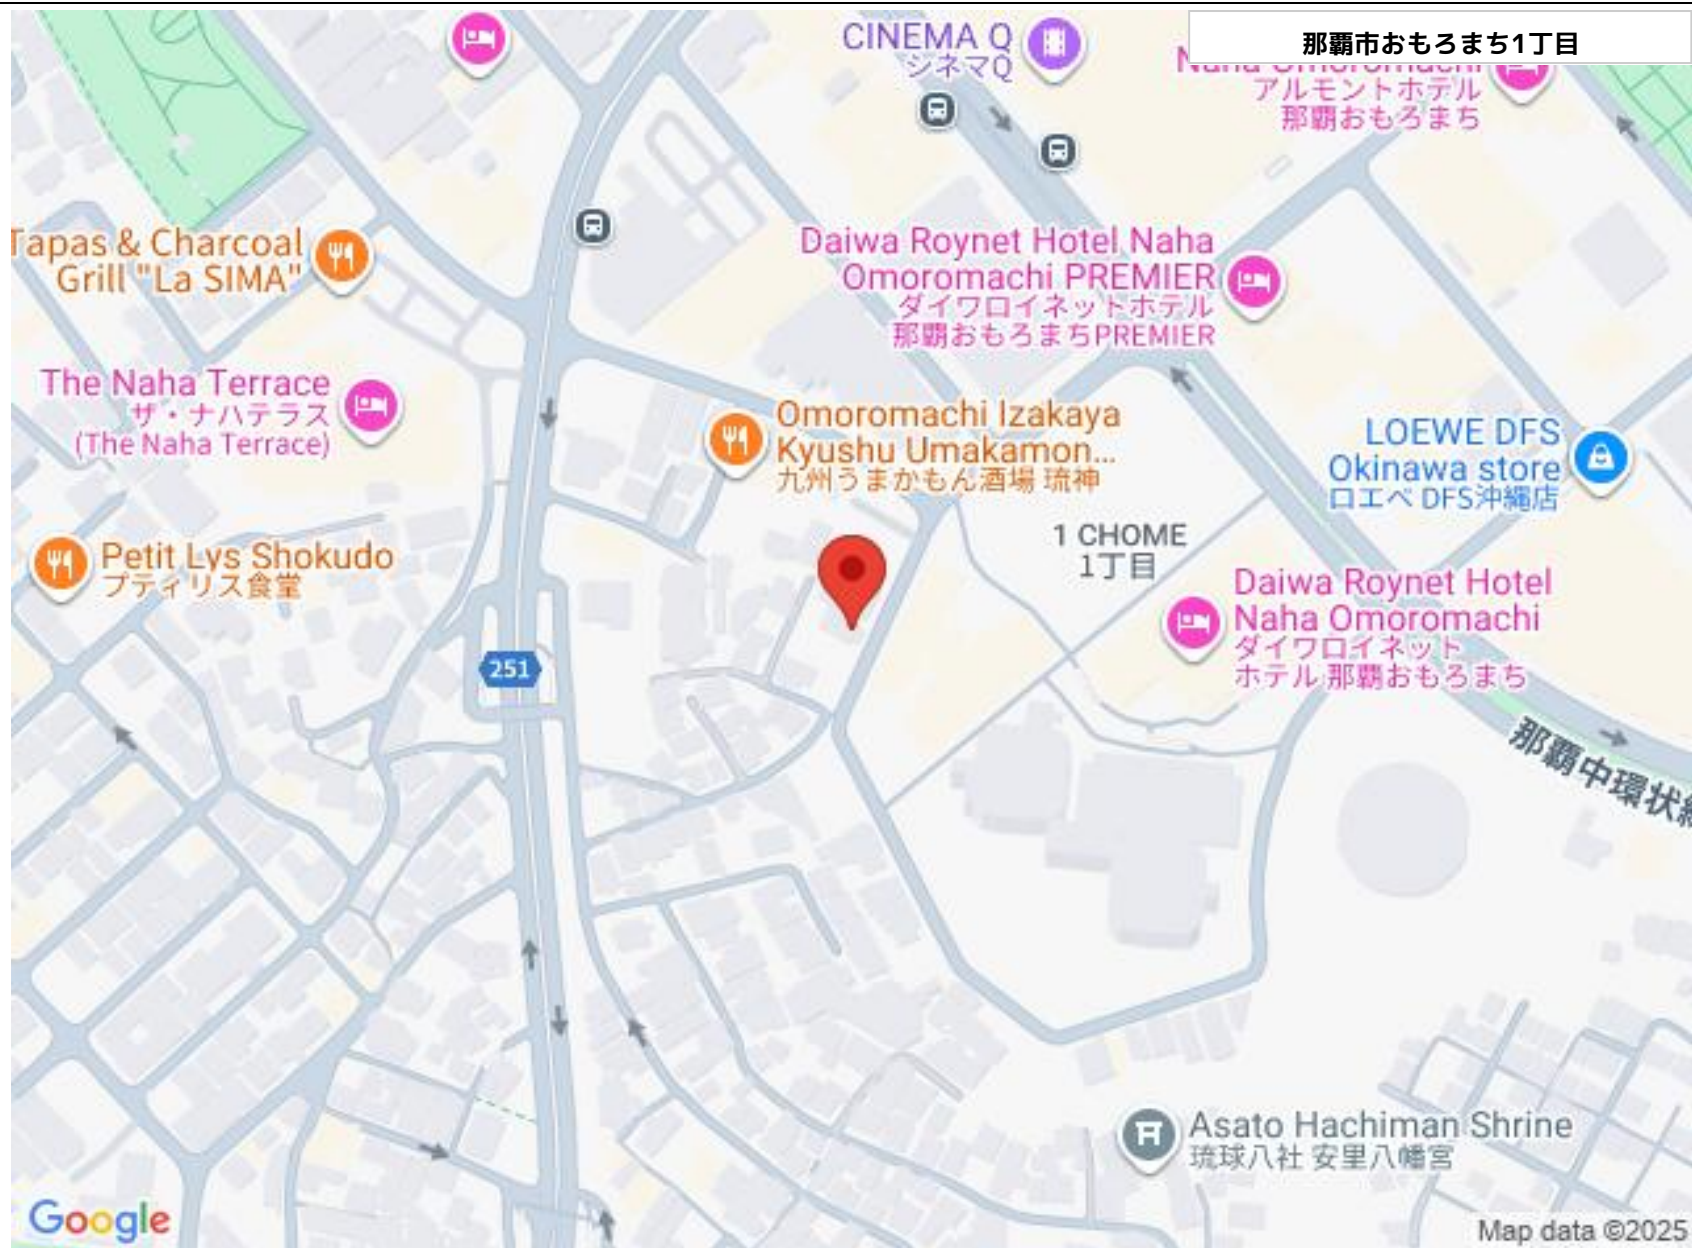 那覇市おもろまち1丁目
CINEMA Q
シネマQ
アルモントホテル
那覇おもろまち
Tapas & Charcoal
Grill "La SIMA"
Daiwa Roynet Hotel Naha
Omoromachi PREMIER
ダイワロイネットホテル
那覇おもろまちPREMIER
The Naha Terrace
ザ・ナハテラス
(The Naha Terrace)
Omoromachi Izakaya
Kyushu Umakamon...
九州うまかもん酒場 琉神
LOEWE DFS
Okinawa store
ロエベ DFS沖縄店
1 CHOME
1丁目
Petit Lys Shokudo
プティリス食堂
Daiwa Roynet Hotel
Naha Omoromachi
ダイワロイネット
ホテル 那覇おもろまち
251
那覇中環状線
Asato Hachiman Shrine
琉球八社 安里八幡宮
Google
Map data ©2025